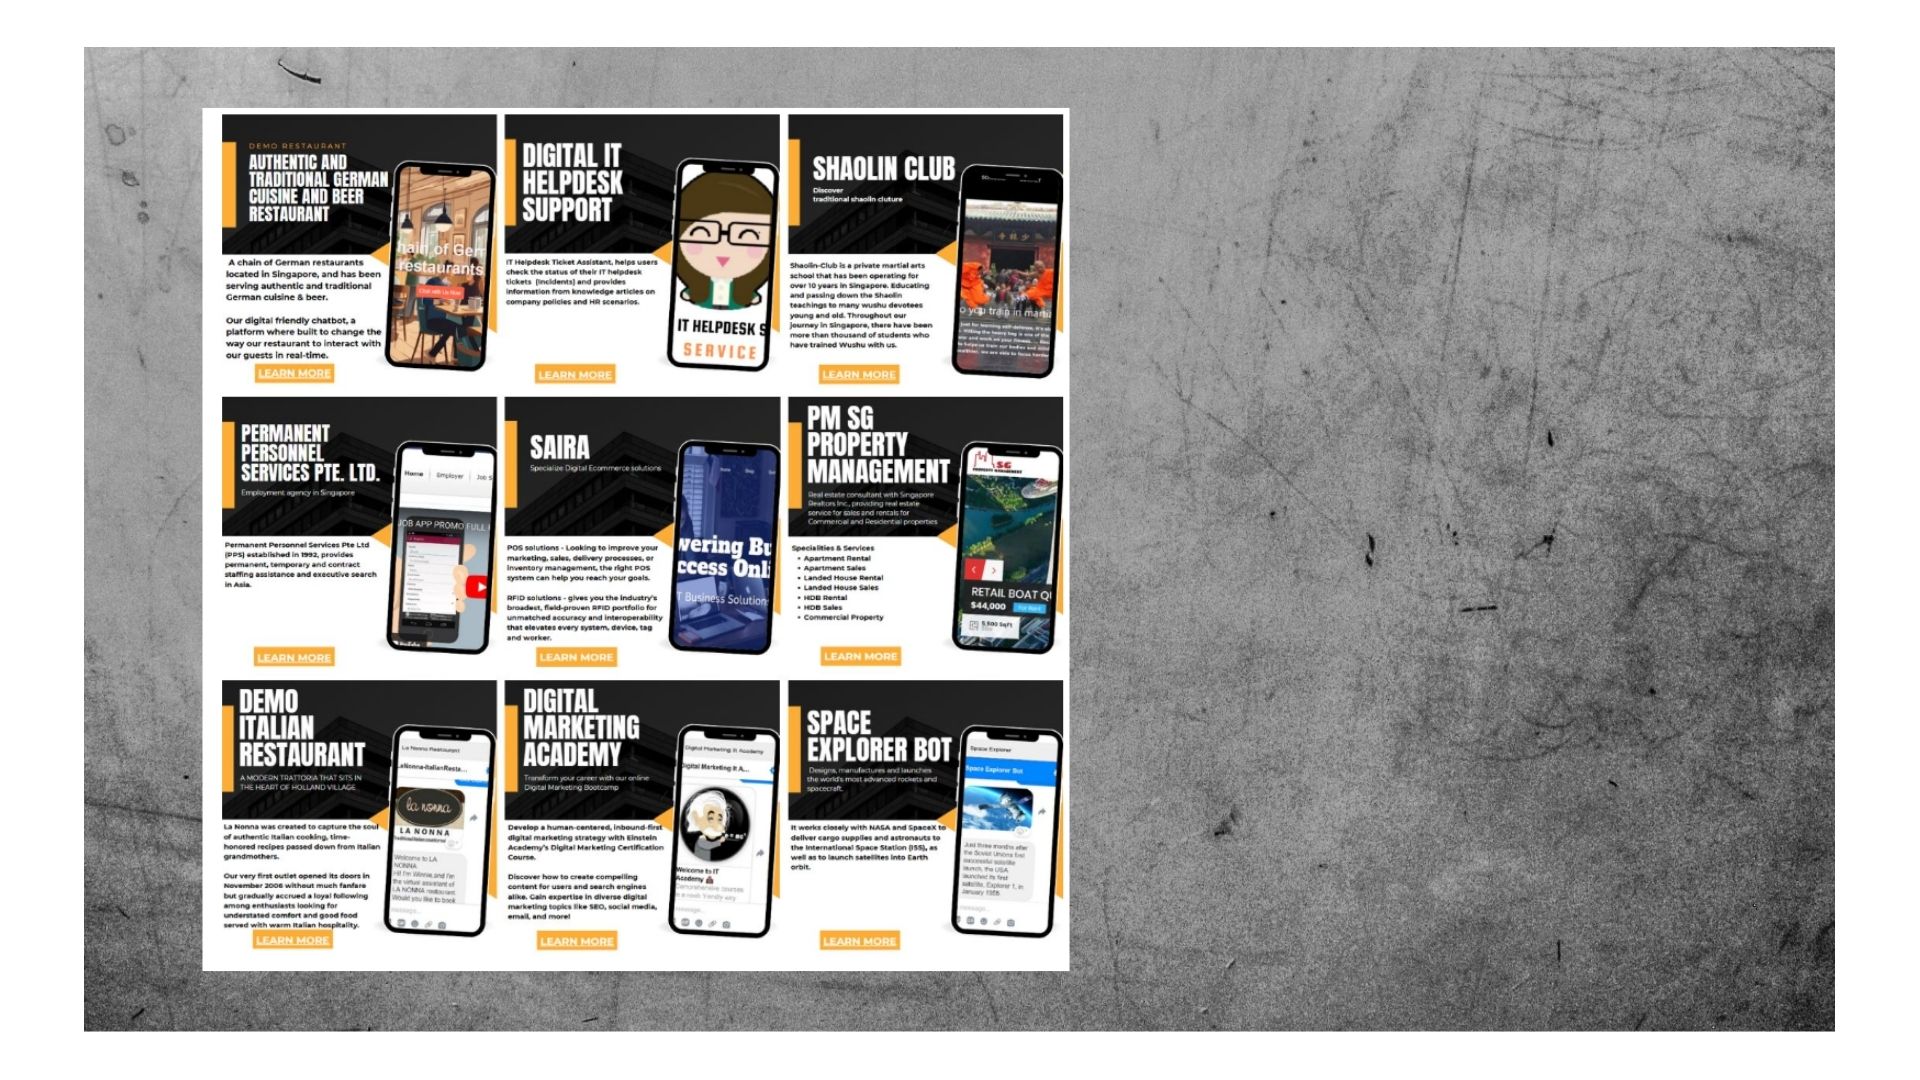 DEMO RESTAURANT
AUTHENTIC AND
TRADITIONAL GERMAN
CUISINE AND BEER
RESTAURANT
hain of Ger
restaurants
Chat with Us Now
A chain of German restaurants
located in Singapore, and has been
serving authentic and traditional
German cuisine & beer.
Our digital friendly chatbot, a
platform where built to change the
way our restaurant to interact with
our guests in real-time.
LEARN MORE
DIGITAL IT
HELPDESK
SUPPORT
IT Helpdesk Ticket Assistant, helps users
check the status of their IT helpdesk
tickets (Incidents) and provides
information from knowledge articles on
company policies and HR scenarios.
IT HELPDESK S
SERVICE
LEARN MORE
SHAOLIN CLUB
Discover
traditional shaolin cluture
Shaolin-Club is a private martial arts
school that has been operating for
over 10 years in Singapore. Educating
and passing down the Shaolin
teachings to many wushu devotees
young and old. Throughout our
journey in Singapore, there have been
more than thousand of students who
have trained Wushu with us.
o you train in martia
LEARN MORE
PERMANENT
PERSONNEL
SERVICES PTE. LTD.
Employment agency in Singapore
Home
Employer
Job S
JOB APP PROMO FULL
Permanent Personnel Services Pte Ltd
(PPS) established in 1992, provides
permanent, temporary and contract
staffing assistance and executive search
in Asia.
LEARN MORE
SAIRA
Specialize Digital Ecommerce solutions
POS solutions - Looking to improve your
marketing, sales, delivery processes, or
inventory management, the right POS
system can help you reach your goals.
RFID solutions - gives you the industry's
broadest, field-proven RFID portfolio for
unmatched accuracy and interoperability
that elevates every system, device, tag
and worker.
Home
Shop
wering Bu
ccess Onli
T Business Solution
LEARN MORE
PM SG
PROPERTY
MANAGEMENT
Real estate consultant with Singapore
Realtors Inc., providing real estate
service for sales and rentals for
Commercial and Residential properties
Specialities & Services
• Apartment Rental
• Apartment Sales
• Landed House Rental
• Landed House Sales
• HDB Rental
• HDB Sales
• Commercial Property
SG
PROPERTY MANAGEMENT
RETAIL BOAT QU
$44,000
For Rent
5,500 Sqft
LEARN MORE
DEMO
ITALIAN
RESTAURANT
A MODERN TRATTORIA THAT SITS IN
THE HEART OF HOLLAND VILLAGE
La Nonna was created to capture the soul
of authentic Italian cooking, time-
honored recipes passed down from Italian
grandmothers.
Our very first outlet opened its doors in
November 2006 without much fanfare
but gradually accrued a loyal following
among enthusiasts looking for
understated comfort and good food
served with warm Italian hospitality.
La Nonna Restaurant
LaNonna-ItalianResta...
la nonna
LA NONNA
Welcome to LA
NONNA.
Hi! I'm Winnie,and I'm
the virtual assistant of
LA NONNA restaurant.
Would you like to book
LEARN MORE
DIGITAL
MARKETING
ACADEMY
Transform your career with our online
Digital Marketing Bootcamp
Develop a human-centered, inbound-first
digital marketing strategy with Einstein
Academy's Digital Marketing Certification
Course.
Discover how to create compelling
content for users and search engines
alike. Gain expertise in diverse digital
marketing topics like SEO, social media,
email, and more!
Digital Marketing It Academy
Digital Marketing It A...
Welcome to IT
Academy
Comprehensive courses
in a noob friendly way
LEARN MORE
SPACE
EXPLORER BOT
Designs, manufactures and launches
the world's most advanced rockets and
spacecraft.
It works closely with NASA and SpaceX to
deliver cargo supplies and astronauts to
the International Space Station (ISS), as
well as to launch satellites into Earth
orbit.
Space Explorer
Space Explorer Bot
Just three months after
the Soviet Unions first
successful satellite
launch, the USA
launched its first
satellite, Explorer 1, in
January 1958
LEARN MORE